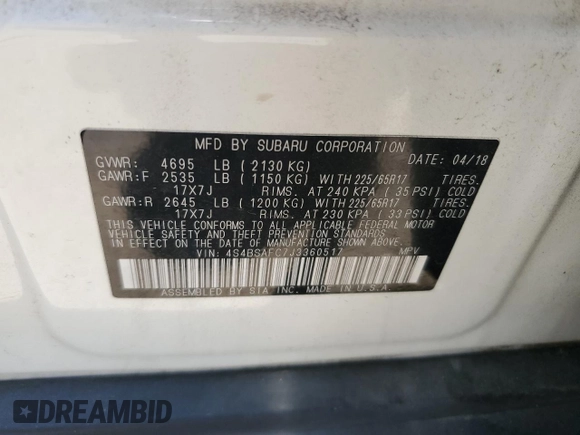 MFD BY SUBARU CORPORATION
GVWR: 4695 LB (2130 KG) DATE: 04/18
GAWR:F 2535 LB (1150 KG) WITH 225/65R17 TIRES.
17X7J RIMS. AT 240 KPA (35 PSI) COLD
GAWR:R 2645 LB (1200 KG) WITH 225/65R17 TIRES.
17X7J RIMS. AT 230 KPA (33 PSI) COLD
THIS VEHICLE CONFORMS TO ALL APPLICABLE FEDERAL MOTOR
VEHICLE SAFETY AND THEFT PREVENTION STANDARDS
IN EFFECT ON THE DATE OF MANUFACTURE SHOWN ABOVE.
VIN: 4S4BSAFC7J3360517 MPV
ASSEMBLED BY SIA INC. MADE IN U.S.A.
DREAMBID